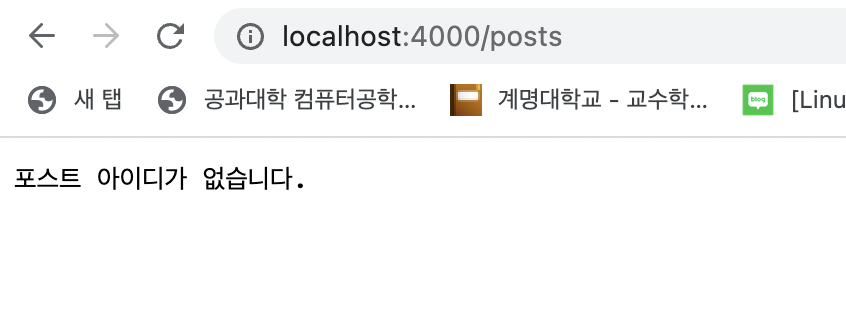 localhost:4000/posts
새 탭 공과대학 컴퓨터공학... 계명대학교 - 교수학... blog [Linu
포스트 아이디가 없습니다.